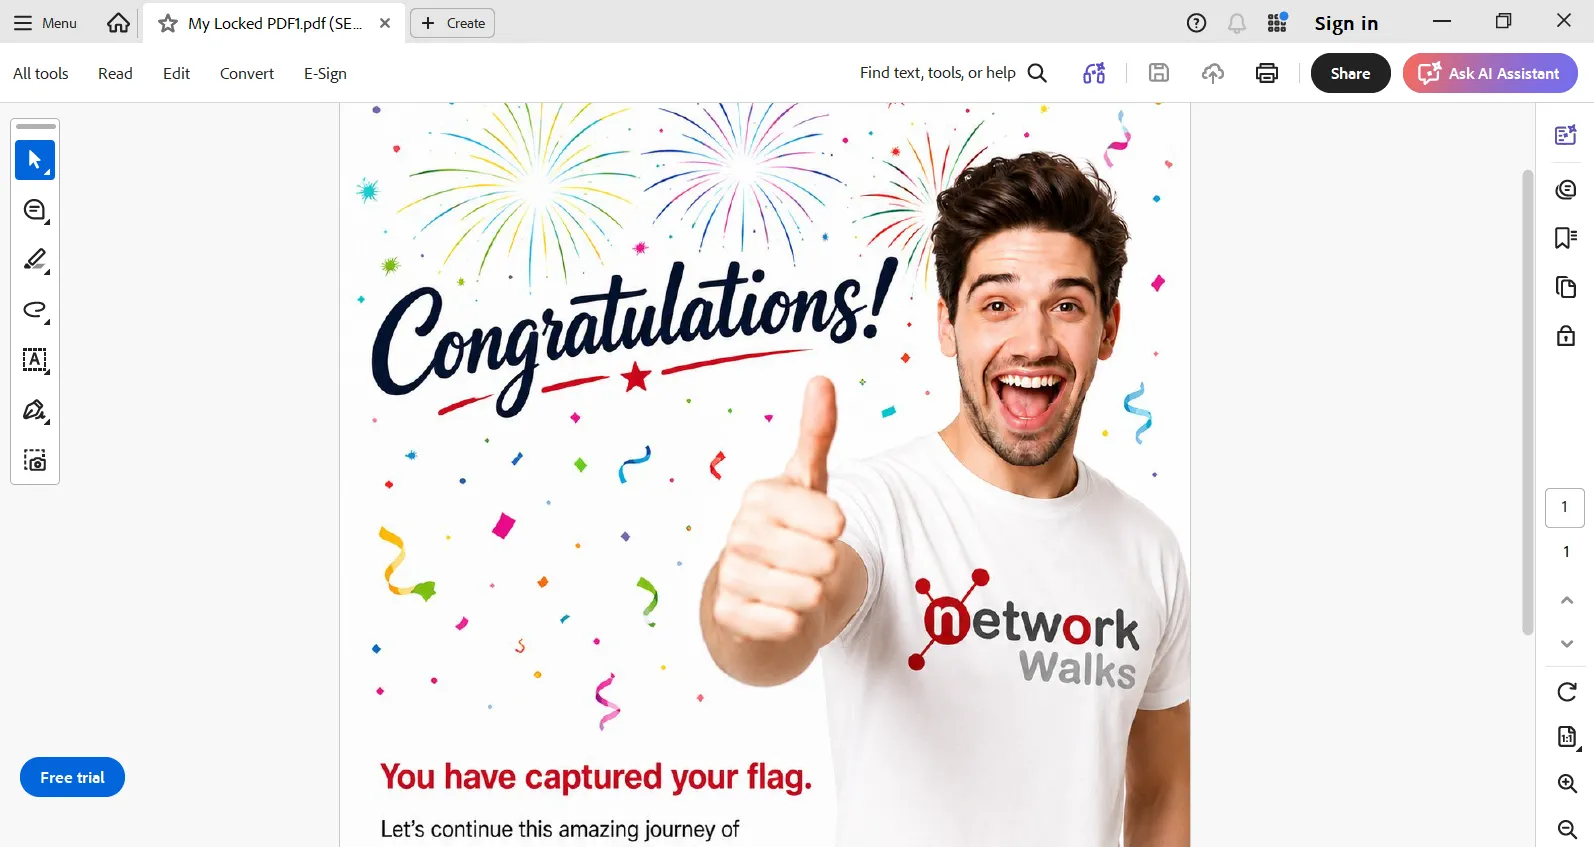 Menu
My Locked PDF1.pdf (SE...
Create
Sign in
All tools
Read
Edit
Convert
E-Sign
Find text, tools, or help
Share
Ask AI Assistant
Congratulations!
network
Walks
You have captured your flag.
Let's continue this amazing journey of
Free trial
1
1
1:1